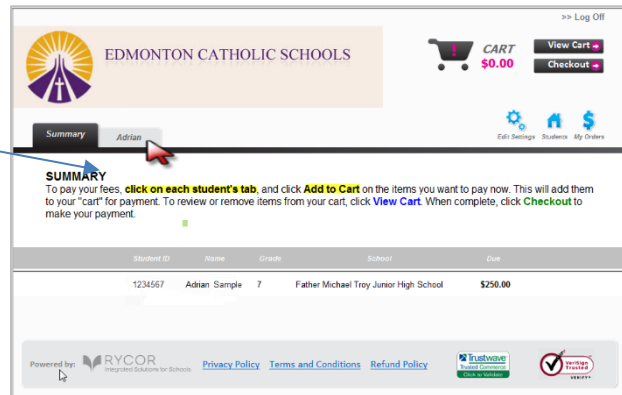 >> Log Off
EDMONTON CATHOLIC SCHOOLS
CART
$0.00
View Cart
Checkout
Summary
Adrian
Edit Settings
Students
My Orders
SUMMARY
To pay your fees, click on each student's tab, and click Add to Cart on the items you want to pay now. This will add them
to your "cart" for payment. To review or remove items from your cart, click View Cart. When complete, click Checkout to
make your payment.
Student ID Name Grade School Due
1234567 Adrian Sample 7 Father Michael Troy Junior High School $250.00
Powered by: RYCOR
Integrated Solutions for Schools
Privacy Policy Terms and Conditions Refund Policy
Trustwave
Trusted Commerce
Click to Validate
VeriSign
Trusted
VERIFY